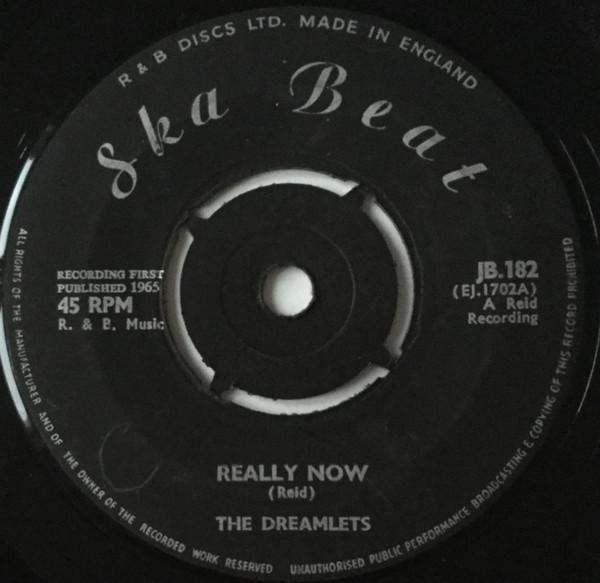 R & B DISCS LTD. MADE IN ENGLAND
Ska Beat
RECORDING FIRST
PUBLISHED 1965
45 RPM
R. & B. Music
JB.182
(EJ.1702A)
A Reid
Recording
REALLY NOW
(Reid)
THE DREAMLETS
ALL RIGHTS OF THE MANUFACTURER AND OF THE OWNER OF THE RECORDED WORK RESERVED UNAUTHORISED PUBLIC PERFORMANCE BROADCASTING & COPYING OF THIS RECORD PROHIBITED